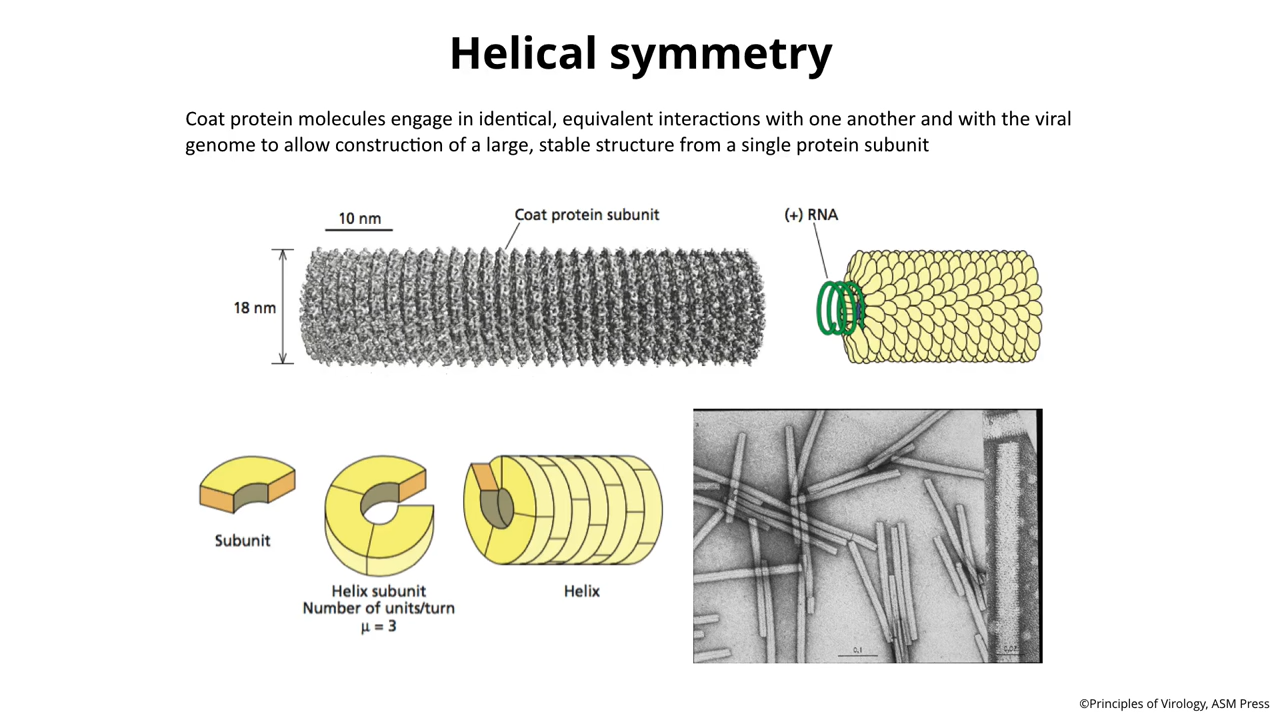 Helical symmetry
Coat protein molecules engage in identical, equivalent interactions with one another and with the viral
genome to allow construction of a large, stable structure from a single protein subunit
10 nm
Coat protein subunit
(+) RNA
18 nm
Subunit
Helix subunit
Number of units/turn
μ = 3
Helix
0,1
©Principles of Virology, ASM Press